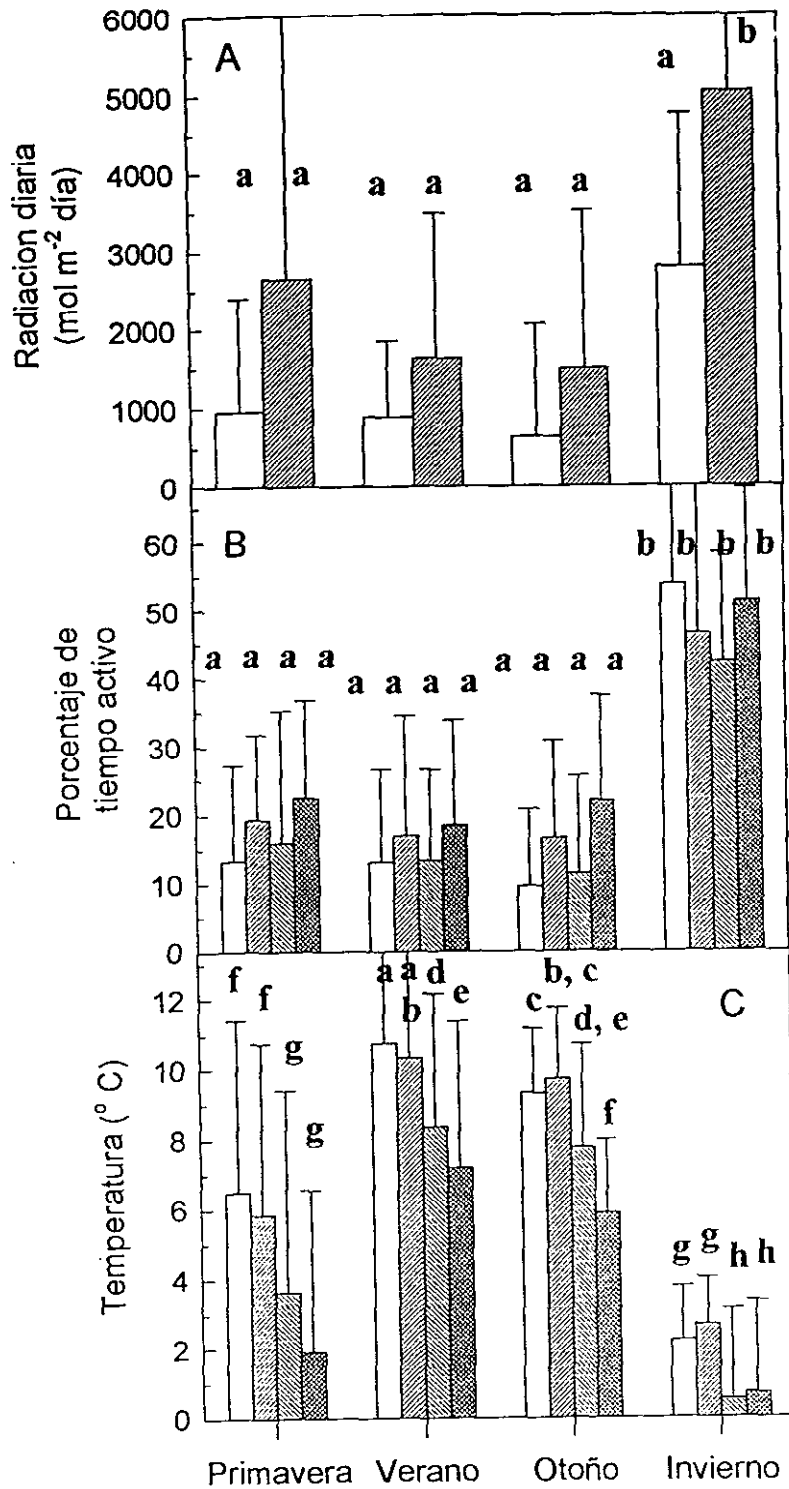 A
Radiacion diaria
(mol m-2 día)
6000
5000
4000
3000
2000
1000
0
a a a a a a a b
B
Porcentaje de
tiempo activo
60
50
40
30
20
10
0
a a a a a a a a a a a a b b b b
C
Temperatura (° C)
12
10
8
6
4
2
0
f f g g a a b d e c b, c d, e f g g h h
Primavera Verano Otoño Invierno